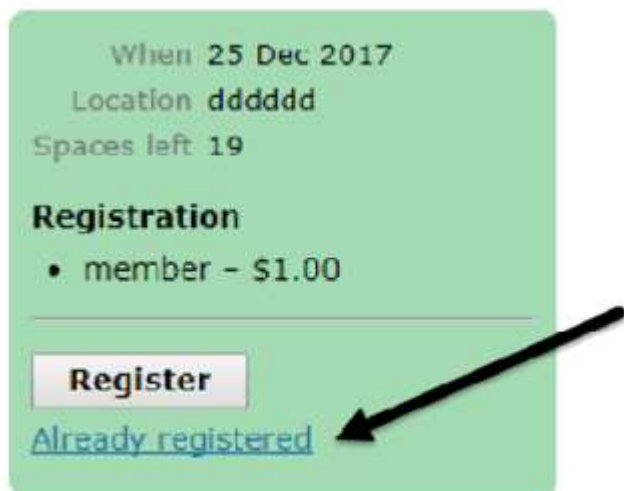 When 25 Dec 2017
Location dddddd
Spaces left 19
Registration
• member – $1.00
Register
Already registered